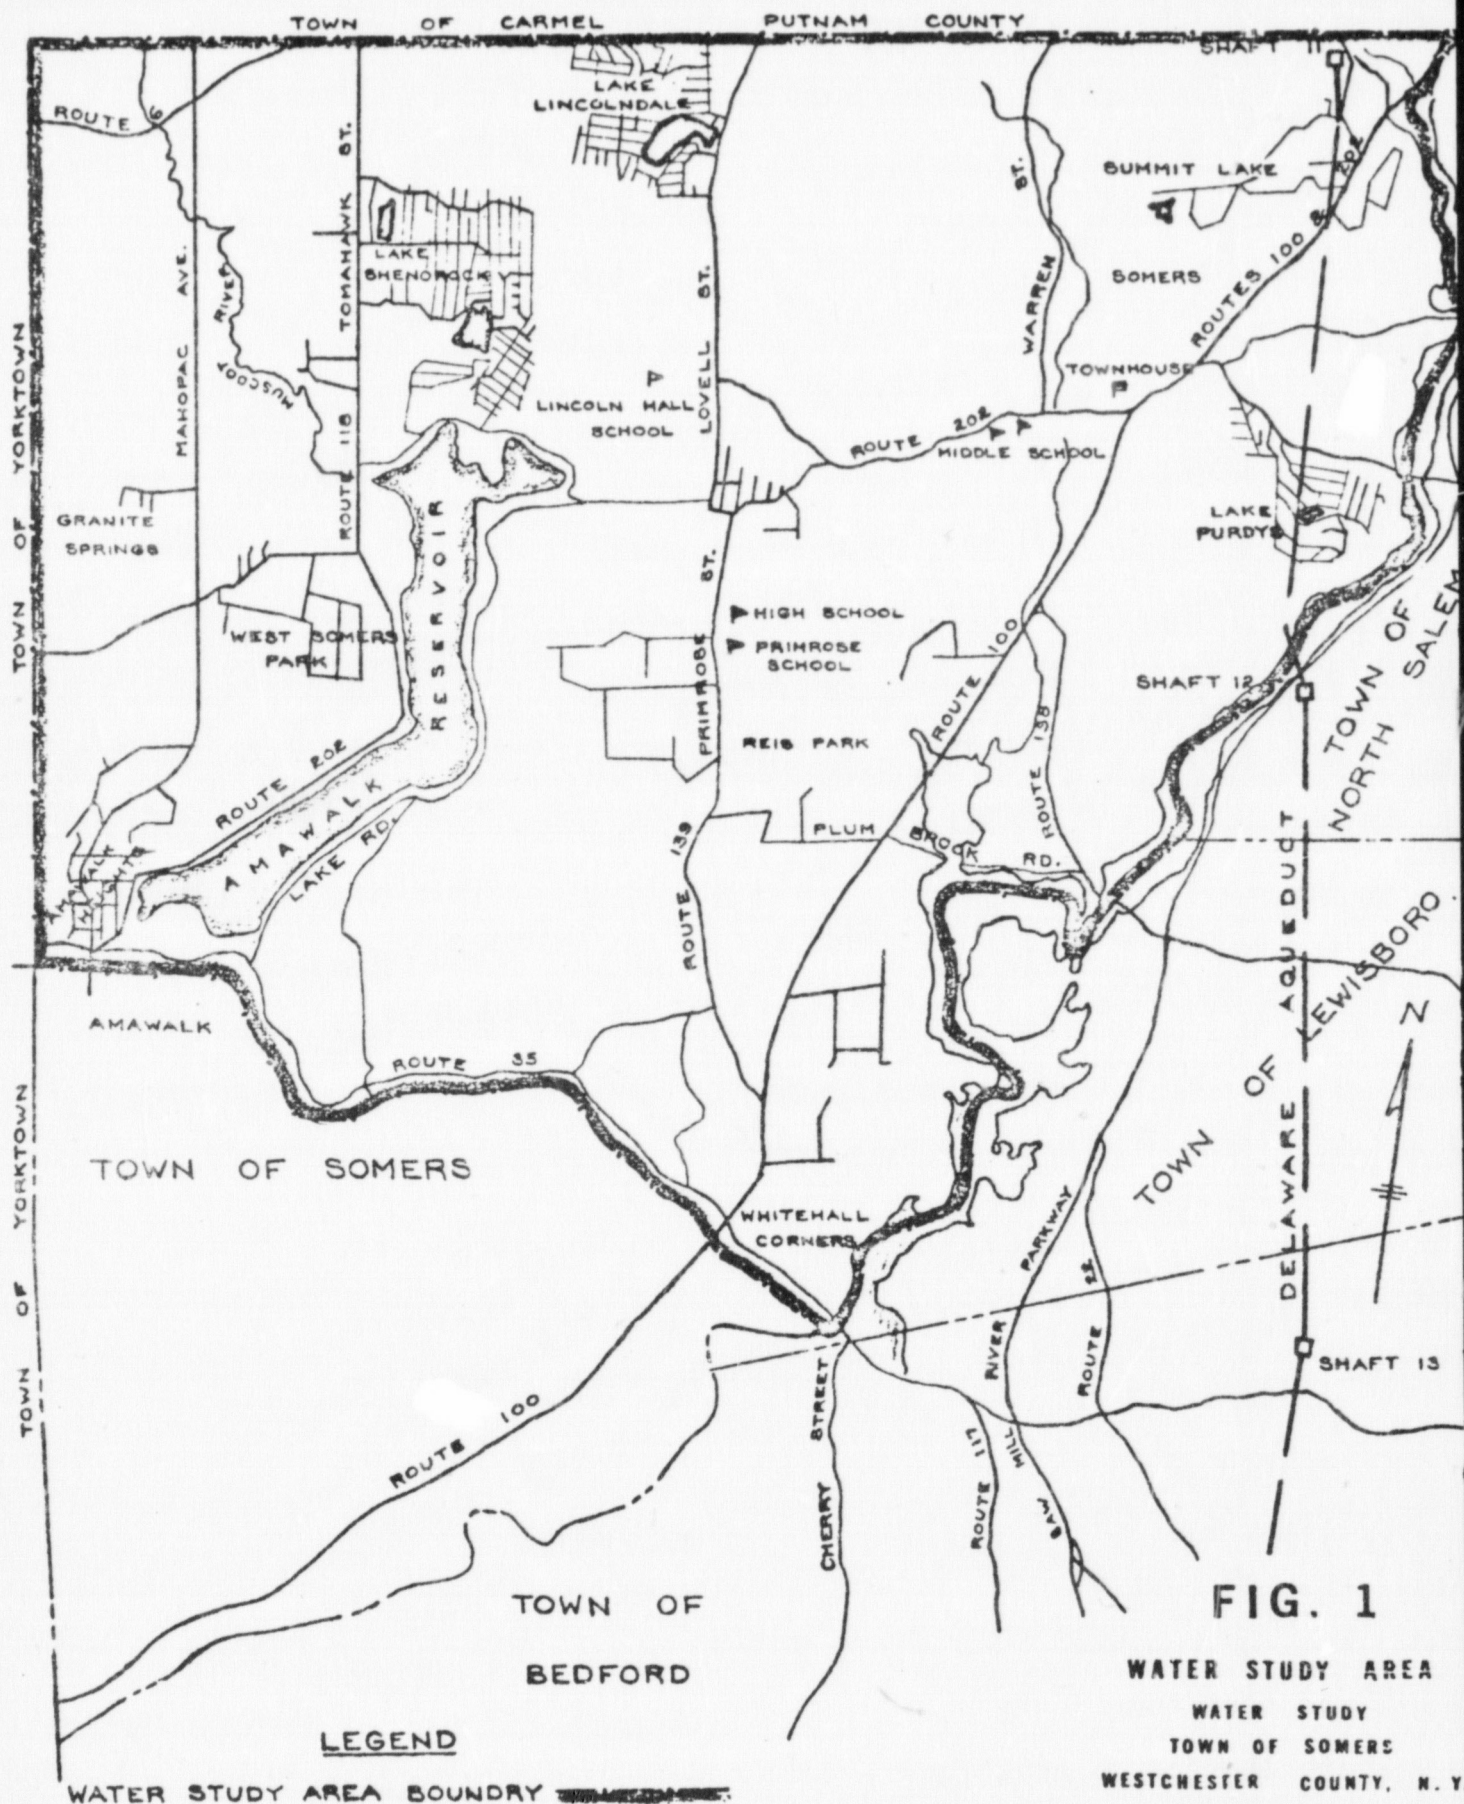 TOWN OF CARMEL PUTNAM COUNTY
SHAFT 11
ROUTE 6
LAKE
LINCOLNDALE
TOMAHAWK ST.
ST.
SUMMIT LAKE
202
MAHOPAC AVE.
RIVER
LAKE
SHENOROCK
WARREN
SOMERS
ROUTES 100 &
MUSCOOT
LOVELL ST.
TOWNHOUSE
TOWN OF YORKTOWN
ROUTE 118
LINCOLN HALL
SCHOOL
ROUTE 202
MIDDLE SCHOOL
GRANITE
SPRINGS
LAKE
PURDYS
RESERVOIR
PRIMROSE ST.
HIGH SCHOOL
WEST SOMERS
PARK
PRIMROSE
SCHOOL
ROUTE 100
SHAFT 12
TOWN OF
NORTH SALEM
REIS PARK
ROUTE 138
ROUTE 202
AMAWALK
LAKE RD.
AMAWALK
HEIGHTS
ROUTE 139
PLUM BROOK RD.
DELAWARE AQUEDUCT
TOWN OF LEWISBORO
N
AMAWALK
ROUTE 35
TOWN OF YORKTOWN
TOWN OF SOMERS
WHITEHALL
CORNERS
SAW MILL RIVER PARKWAY
ROUTE 22
SHAFT 13
ROUTE 100
CHERRY STREET
ROUTE 117
TOWN OF
BEDFORD
FIG. 1
WATER STUDY AREA
WATER STUDY
TOWN OF SOMERS
WESTCHESTER COUNTY, N.Y
LEGEND
WATER STUDY AREA BOUNDRY